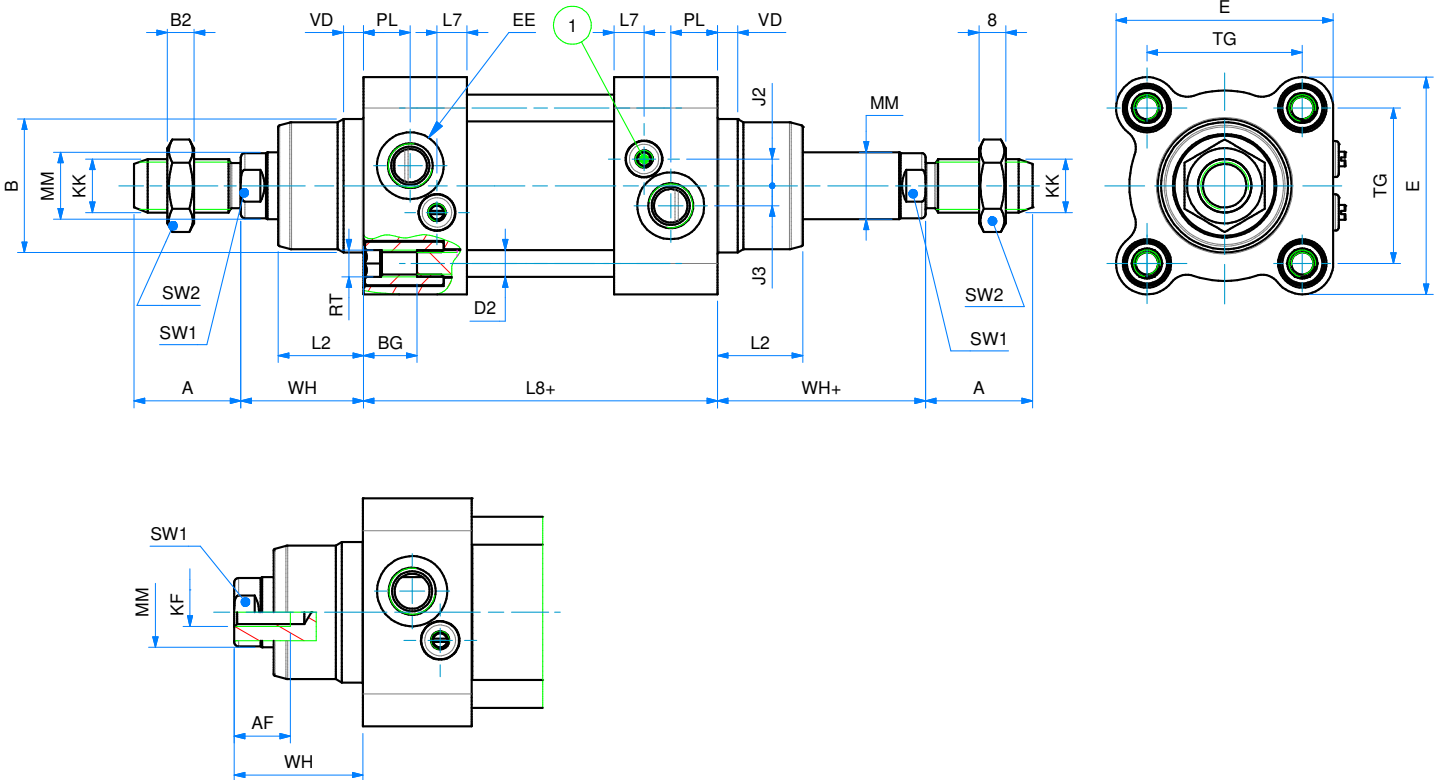 B2 VD PL L7 EE 1 L7 PL VD 8 E
TG
J2
MM
B MM KK KK TG E
RT D2 J3
SW2 SW2
SW1 SW1
L2 BG L2
A WH L8+ WH+ A
SW1
MM KF
AF
WH